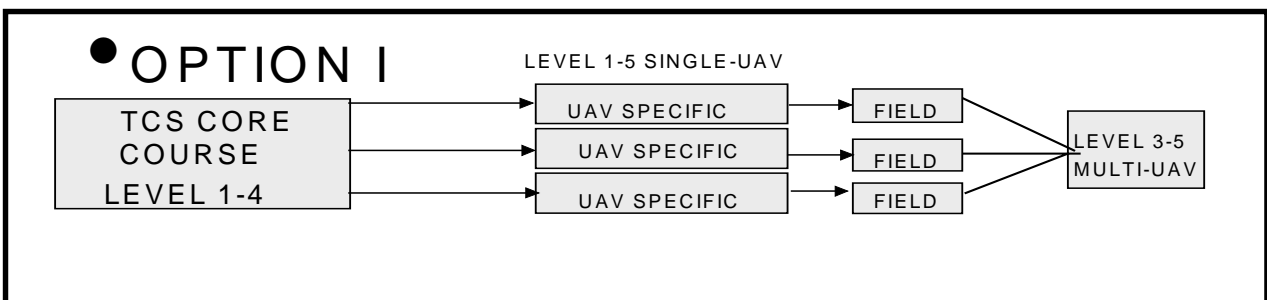 • OPTION I
LEVEL 1-5 SINGLE-UAV
TCS CORE
COURSE
LEVEL 1-4
UAV SPECIFIC
UAV SPECIFIC
UAV SPECIFIC
FIELD
FIELD
FIELD
LEVEL 3-5
MULTI-UAV